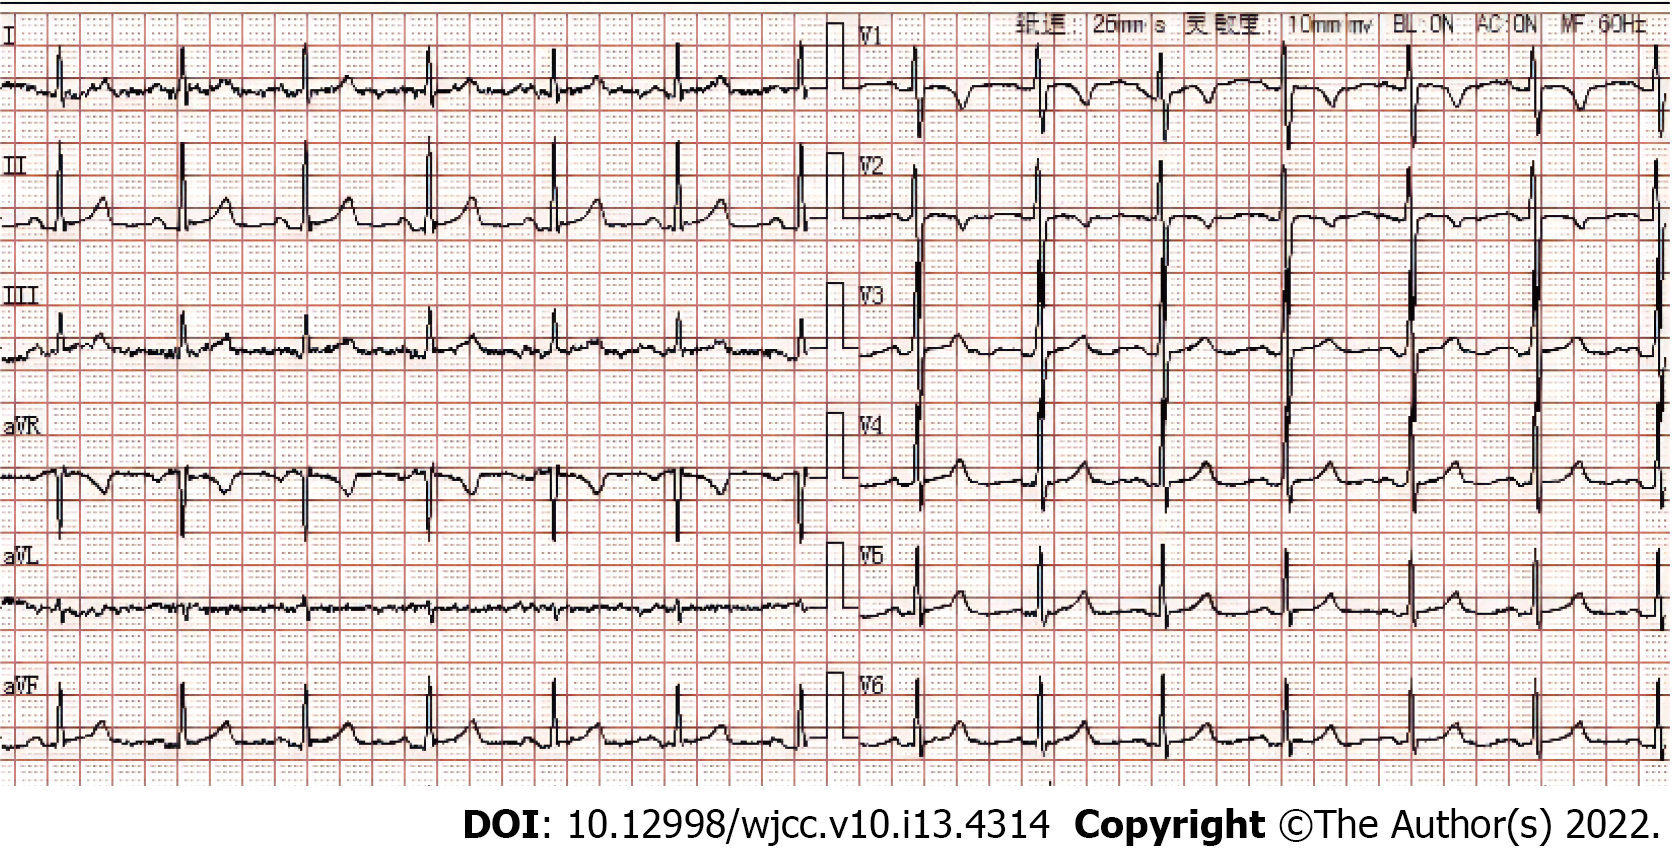 I V1 纸速: 25mm s 灵敏度: 10mm mv BL:ON AC:ON MF:60Hz
II V2
III V3
aVR V4
aVL V5
aVF V6
DOI: 10.12998/wjcc.v10.i13.4314 Copyright ©The Author(s) 2022.